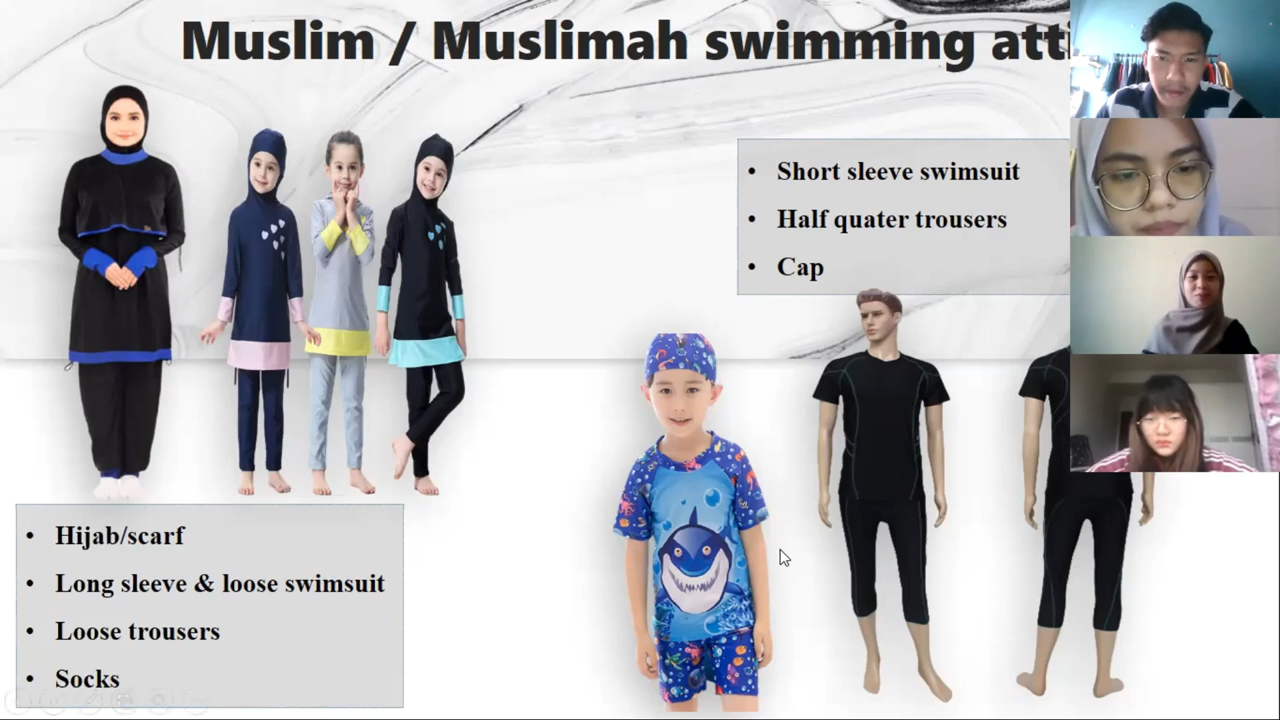 Muslim / Muslimah swimming
• Short sleeve swimsuit
• Half quater trousers
• Cap
• Hijab/scarf
• Long sleeve & loose swimsuit
• Loose trousers
• Socks